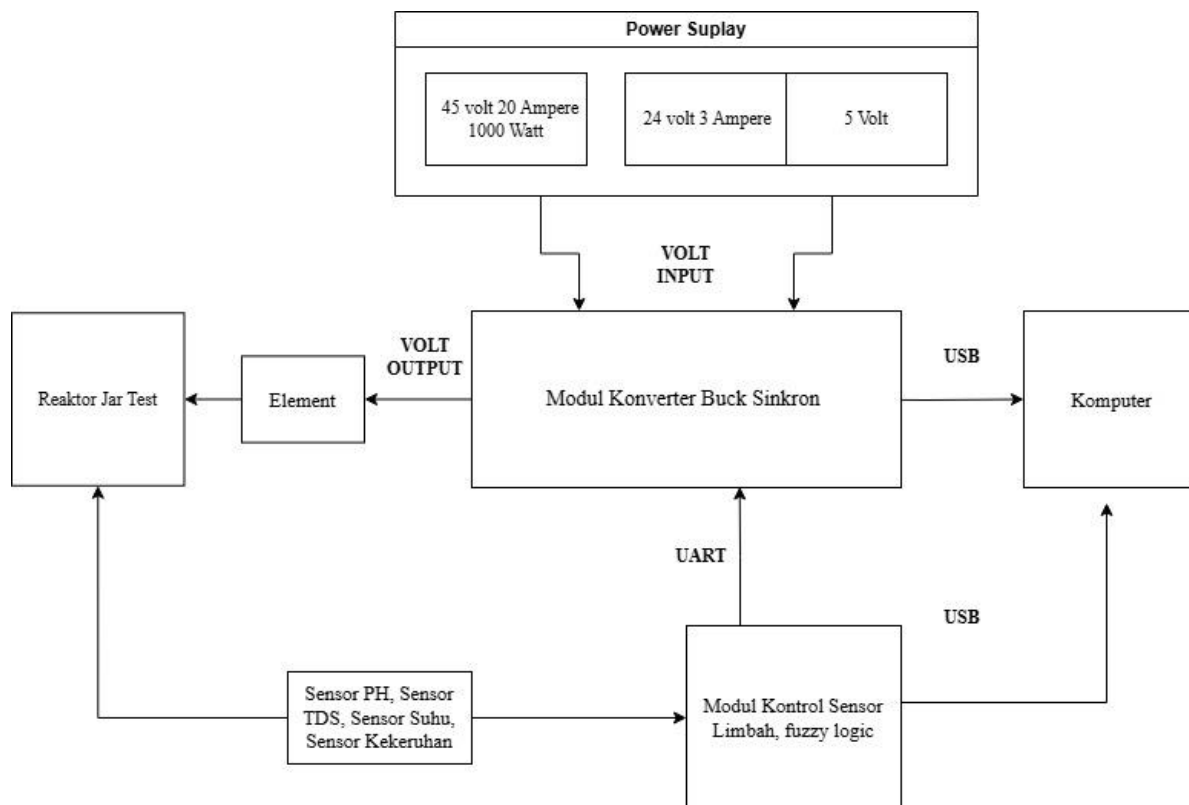 Power Suplay
45 volt 20 Ampere
1000 Watt
24 volt 3 Ampere
5 Volt
VOLT
INPUT
Reaktor Jar Test
Element
VOLT
OUTPUT
Modul Konverter Buck Sinkron
USB
Komputer
UART
USB
Sensor PH, Sensor
TDS, Sensor Suhu,
Sensor Kekeruhan
Modul Kontrol Sensor
Limbah, fuzzy logic